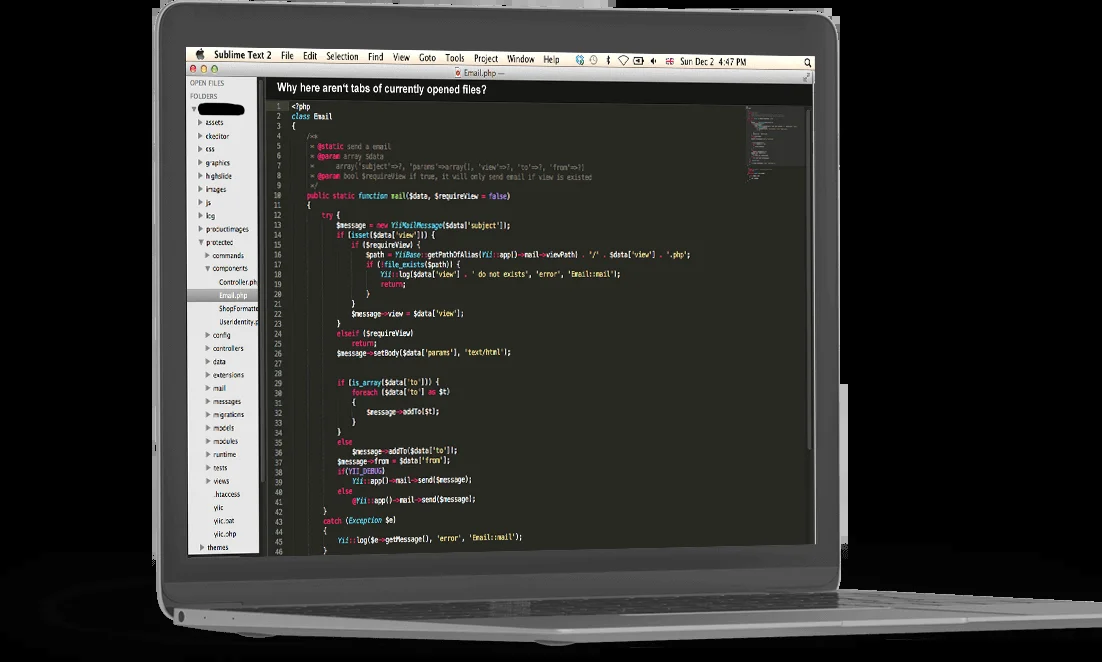 Sublime Text 2 File Edit Selection Find View Goto Tools Project Window Help Sun Dec 2 4:47 PM
Email.php —
OPEN FILES
FOLDERS
assets
ckeditor
css
graphics
highslide
images
js
log
productimages
protected
commands
components
Controller.ph
Email.php
ShopFormatte
UserIdentity.p
config
controllers
data
extensions
mail
messages
migrations
models
modules
runtime
tests
views
.htaccess
yiic
yiic.bat
yiic.php
themes
Why here aren't tabs of currently opened files?
1 <?php
2 class Email
3 {
4 /**
5 * @static send a email
6 * @param array $data
7 * array('subject'=>?, 'params'=>array(), 'view'=>?, 'to'=>?, 'from'=>?)
8 * @param bool $requireView if true, it will only send email if view is existed
9 */
10 public static function mail($data, $requireView = false)
11 {
12 try {
13 $message = new YiiMailMessage($data['subject']);
14 if (isset($data['view'])) {
15 if ($requireView) {
16 $path = YiiBase::getPathOfAlias(Yii::app()->mail->viewPath) . '/' . $data['view'] . '.php';
17 if (!file_exists($path)) {
18 Yii::log($data['view'] . ' do not exists', 'error', 'Email::mail');
19 return;
20 }
21 }
22 $message->view = $data['view'];
23 }
24 elseif ($requireView)
25 return;
26 $message->setBody($data['params'], 'text/html');
27
28
29 if (is_array($data['to'])) {
30 foreach ($data['to'] as $t)
31 {
32 $message->addTo($t);
33 }
34 }
35 else
36 $message->addTo($data['to']);
37 $message->from = $data['from'];
38 if(YII_DEBUG)
39 Yii::app()->mail->send($message);
40 else
41 @Yii::app()->mail->send($message);
42 }
43 catch (Exception $e)
44 {
45 Yii::log($e->getMessage(), 'error', 'Email::mail');
46 }